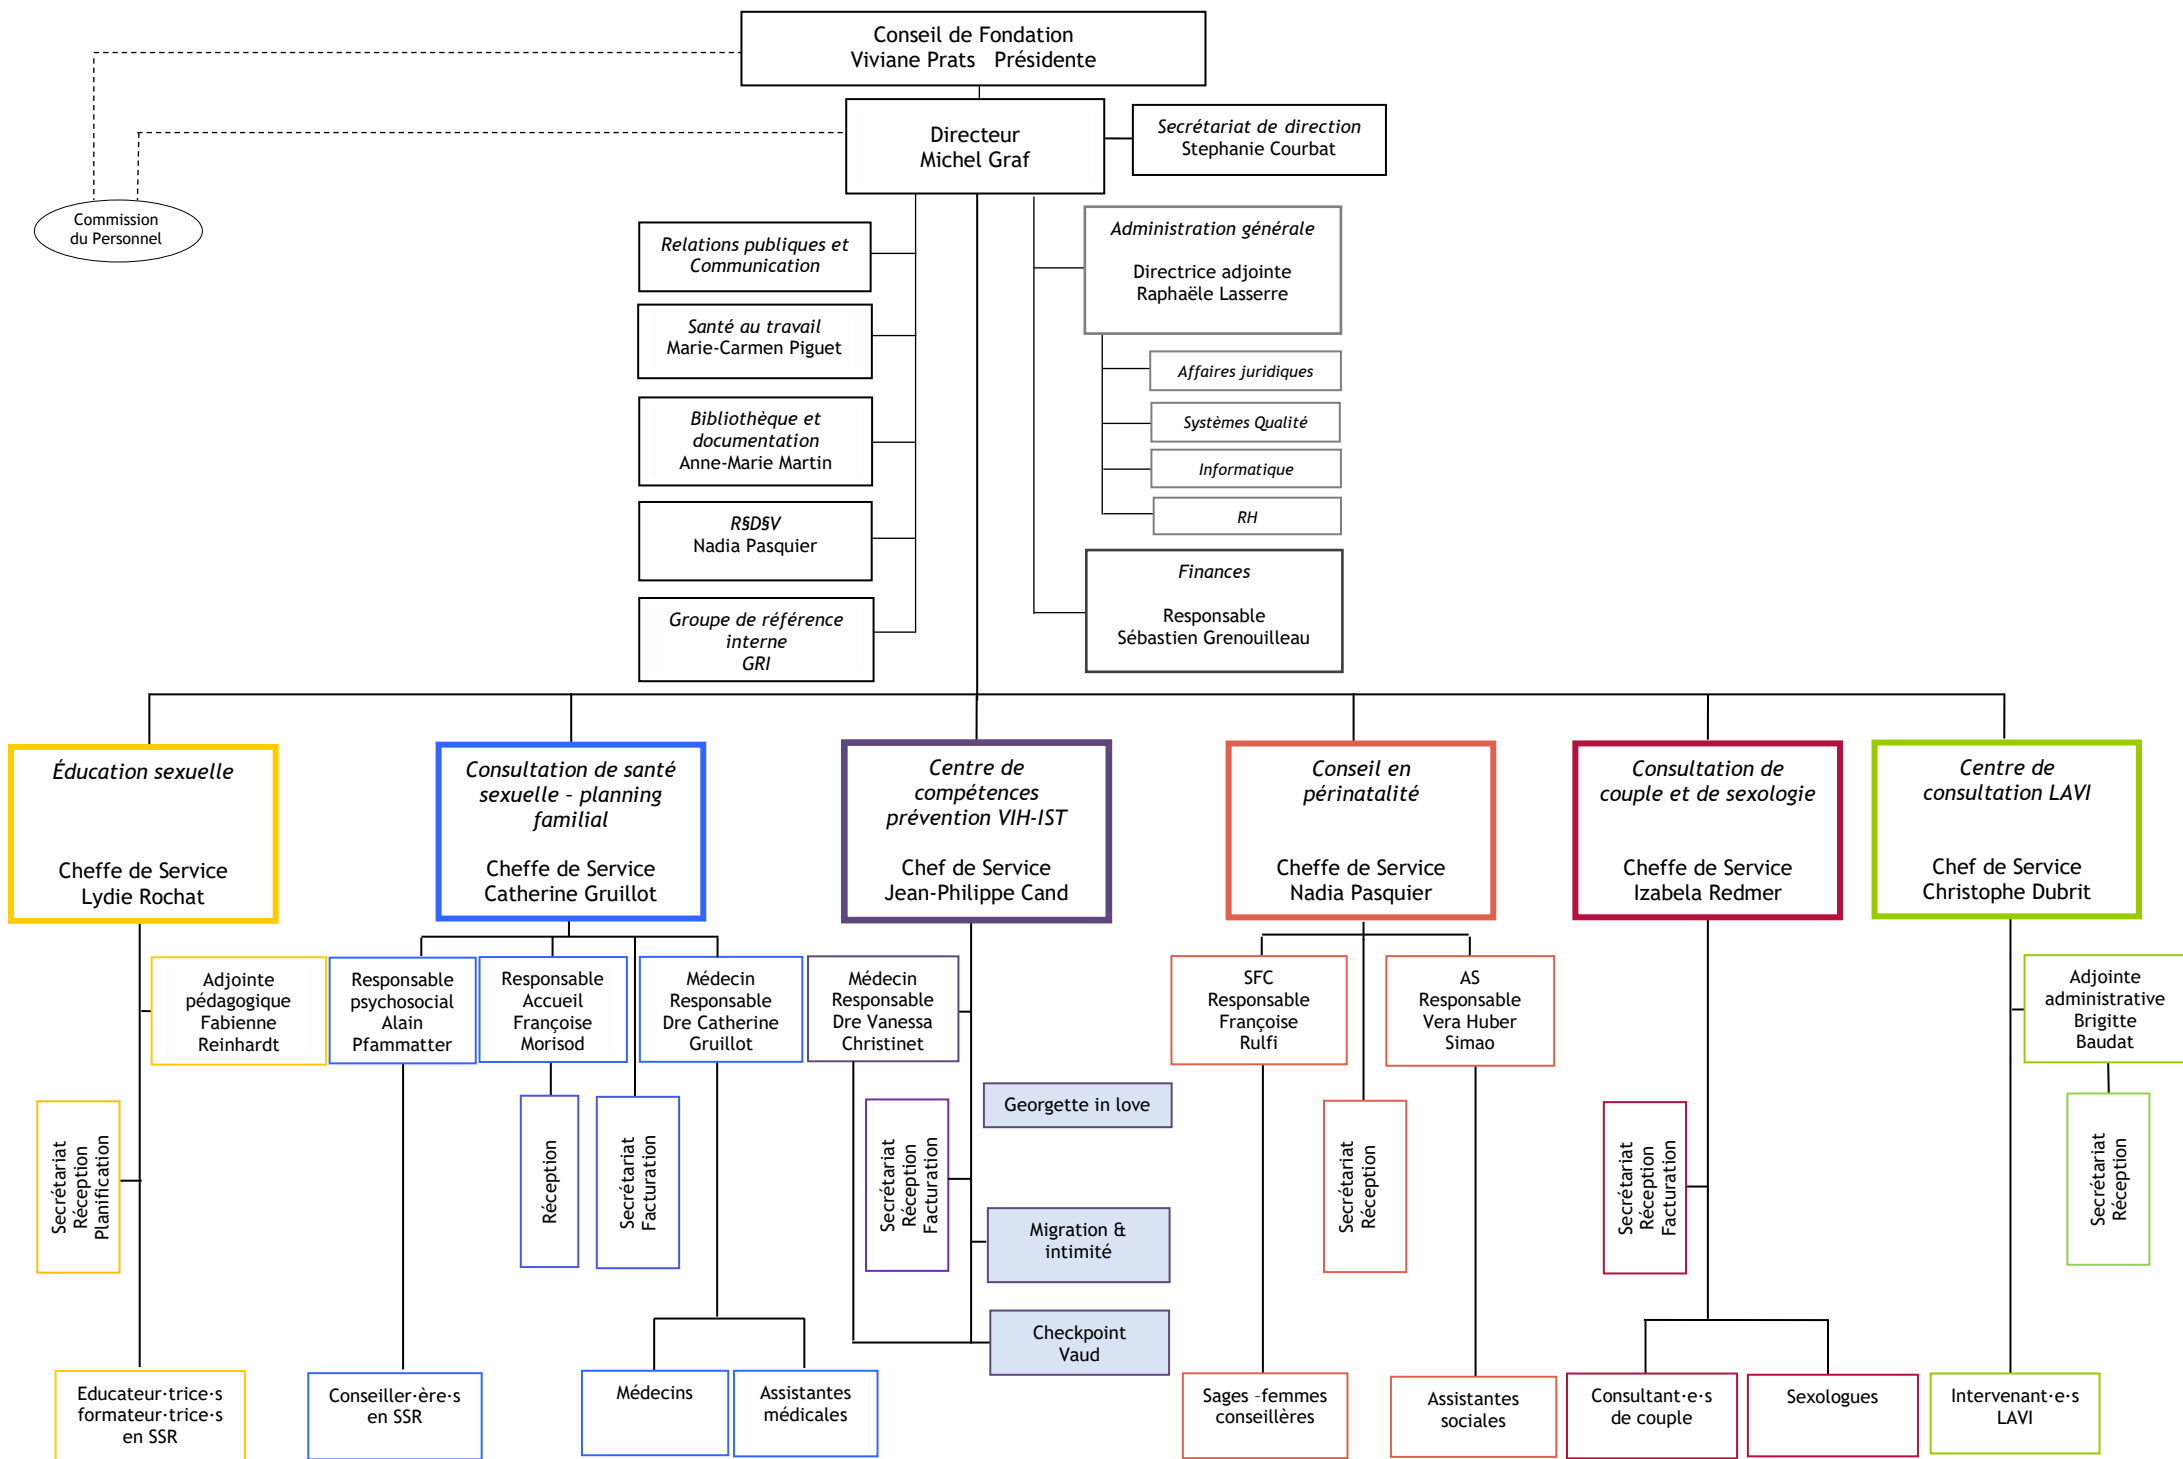 Conseil de Fondation
Viviane Prats   Présidente
Directeur
Michel Graf
Secrétariat de direction
Stephanie Courbat
Commission
du Personnel
Relations publiques et
Communication
Santé au travail
Marie-Carmen Piguet
Bibliothèque et
documentation
Anne-Marie Martin
R§D§V
Nadia Pasquier
Groupe de référence
interne
GRI
Administration générale
Directrice adjointe
Raphaële Lasserre
Affaires juridiques
Systèmes Qualité
Informatique
RH
Finances
Responsable
Sébastien Grenouilleau
Éducation sexuelle
Cheffe de Service
Lydie Rochat
Consultation de santé
sexuelle – planning
familial
Cheffe de Service
Catherine Gruillot
Centre de
compétences
prévention VIH-IST
Chef de Service
Jean-Philippe Cand
Conseil en
périnatalité
Cheffe de Service
Nadia Pasquier
Consultation de
couple et de sexologie
Cheffe de Service
Izabela Redmer
Centre de
consultation LAVI
Chef de Service
Christophe Dubrit
Adjointe
pédagogique
Fabienne
Reinhardt
Responsable
psychosocial
Alain
Pfammatter
Responsable
Accueil
Françoise
Morisod
Médecin
Responsable
Dre Catherine
Gruillot
Médecin
Responsable
Dre Vanessa
Christinet
SFC
Responsable
Françoise
Rulfi
AS
Responsable
Vera Huber
Simao
Adjointe
administrative
Brigitte
Baudat
Secrétariat
Réception
Planification
Réception
Secrétariat
Facturation
Secrétariat
Réception
Facturation
Georgette in love
Migration &
intimité
Checkpoint
Vaud
Secrétariat
Réception
Secrétariat
Réception
Facturation
Secrétariat
Réception
Educateur·trice·s
formateur·trice·s
en SSR
Conseiller·ère·s
en SSR
Médecins
Assistantes
médicales
Sages –femmes
conseillères
Assistantes
sociales
Consultant·e·s
de couple
Sexologues
Intervenant·e·s
LAVI